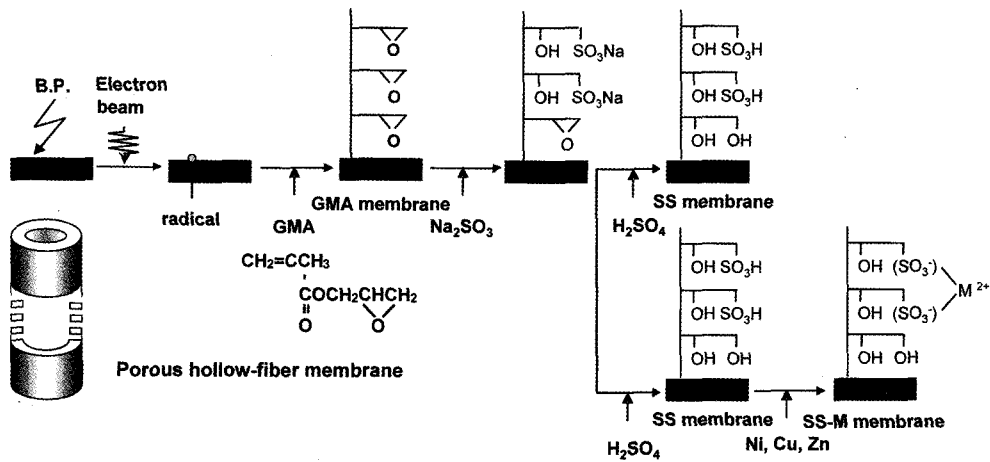 B.P.
Electron
beam
radical
GMA
CH₂=CCH₃
COCH₂CHCH₂
O
O
O
O
O
GMA membrane
Na₂SO₃
OH SO₃Na
OH SO₃Na
O
H₂SO₄
OH SO₃H
OH SO₃H
OH OH
SS membrane
H₂SO₄
OH SO₃H
OH SO₃H
OH OH
SS membrane
Ni, Cu, Zn
OH (SO₃⁻)
OH (SO₃⁻)
M²⁺
OH OH
SS-M membrane
Porous hollow-fiber membrane